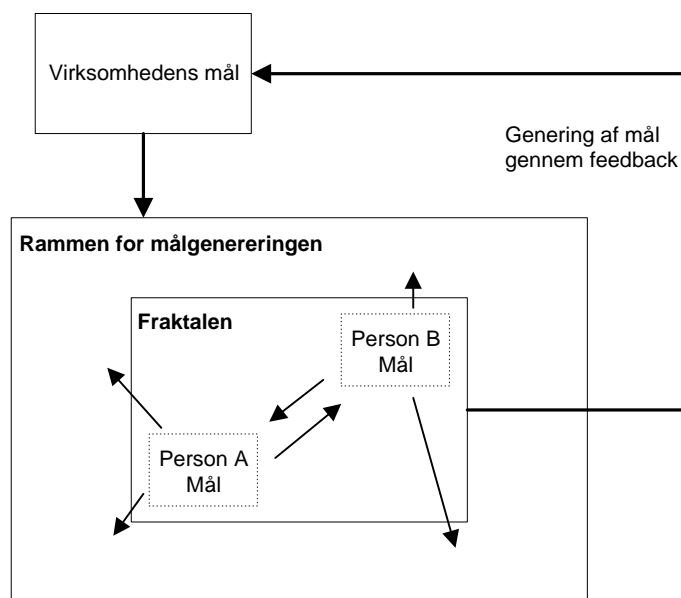 Virksomhedens mål
Genering af mål
gennem feedback
Rammen for målgenereringen
Fraktalen
Person B
Mål
Person A
Mål